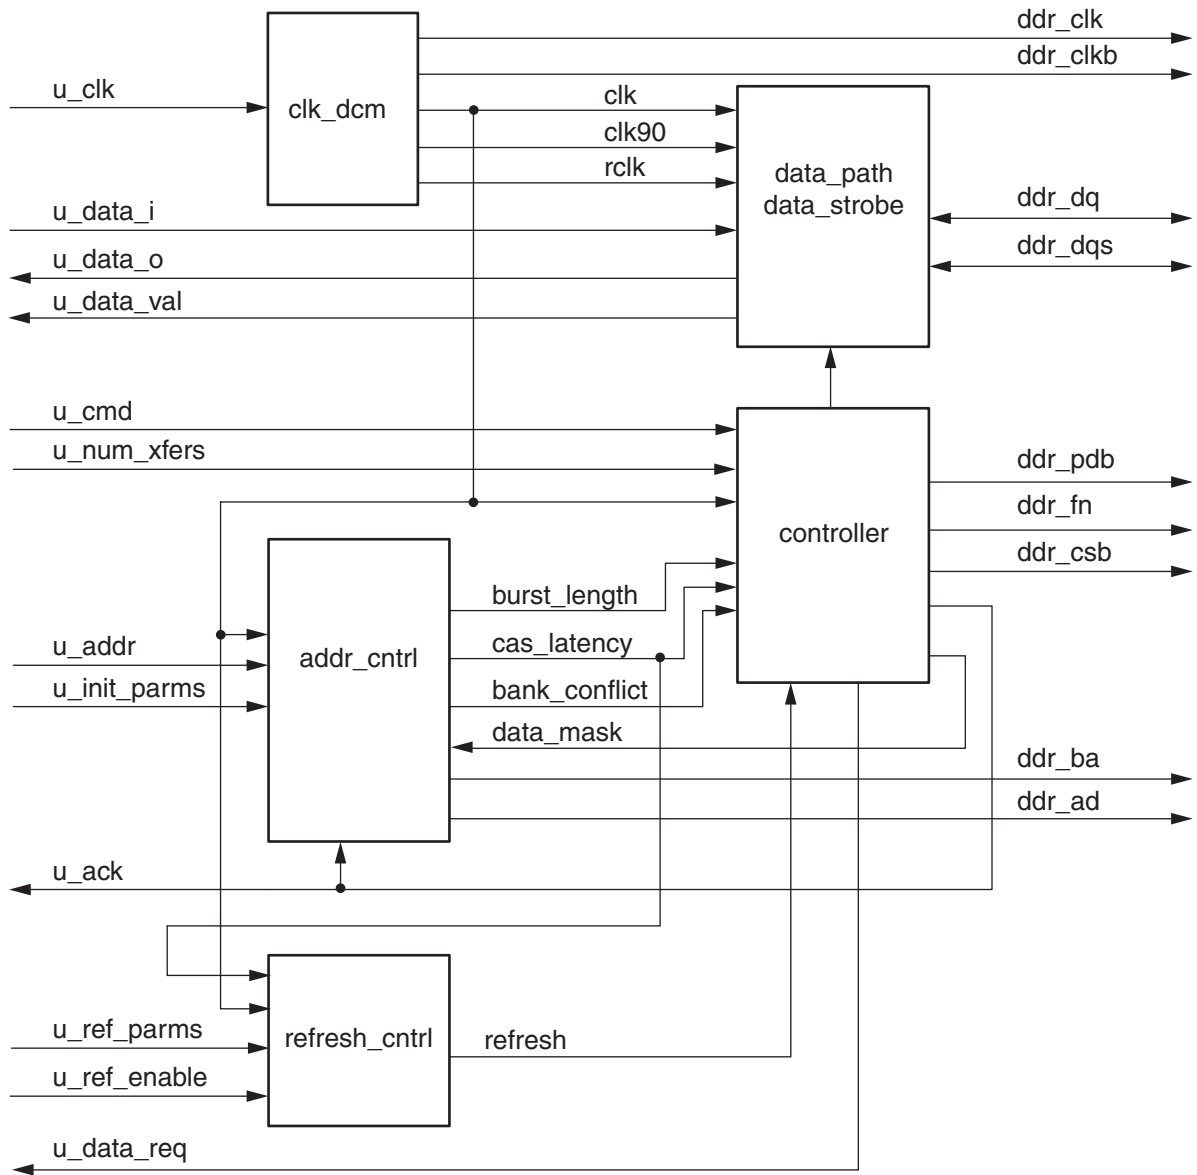 ddr_clk
ddr_clkb
u_clk
clk_dcm
clk
clk90
rclk
data_path
data_strobe
u_data_i
ddr_dq
u_data_o
ddr_dqs
u_data_val
u_cmd
u_num_xfers
ddr_pdb
ddr_fn
controller
ddr_csb
burst_length
u_addr
addr_cntrl
cas_latency
u_init_parms
bank_conflict
data_mask
ddr_ba
ddr_ad
u_ack
u_ref_parms
refresh_cntrl
refresh
u_ref_enable
u_data_req